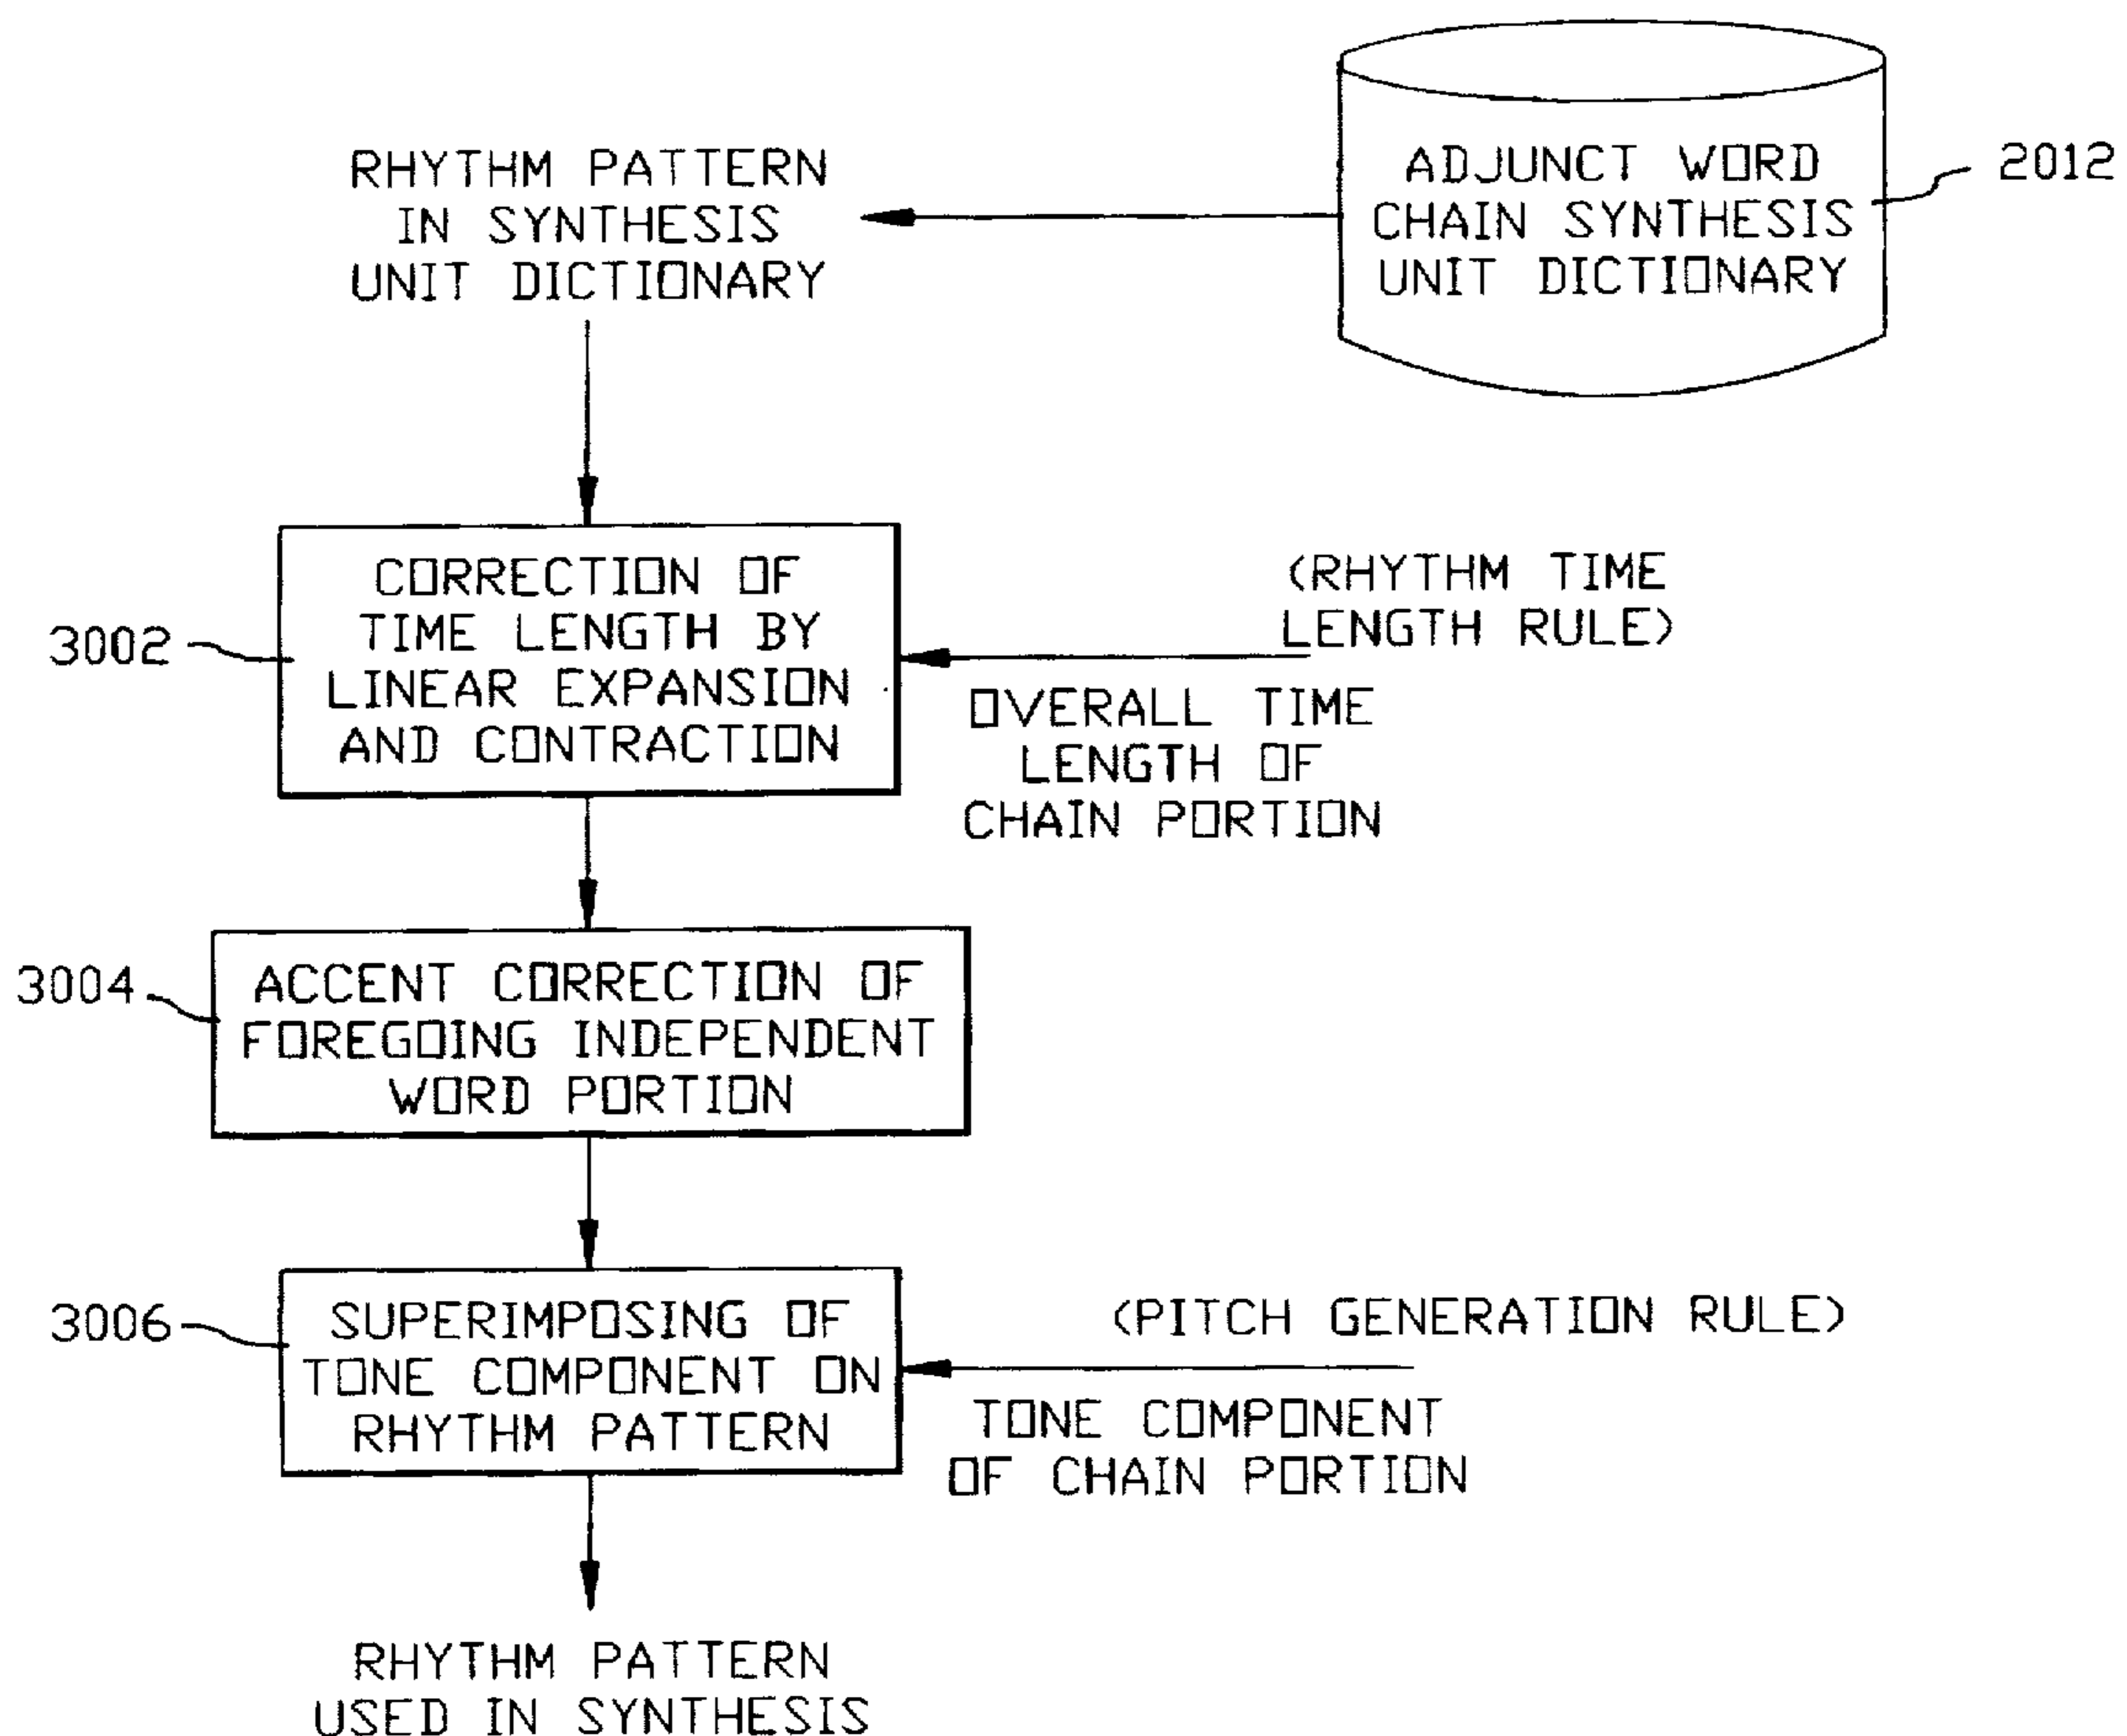 RHYTHM PATTERN
IN SYNTHESIS
UNIT DICTIONARY
ADJUNCT WORD
CHAIN SYNTHESIS
UNIT DICTIONARY
2012
3002
CORRECTION OF
TIME LENGTH BY
LINEAR EXPANSION
AND CONTRACTION
(RHYTHM TIME
LENGTH RULE)
OVERALL TIME
LENGTH OF
CHAIN PORTION
3004
ACCENT CORRECTION OF
FOREGOING INDEPENDENT
WORD PORTION
3006
SUPERIMPOSING OF
TONE COMPONENT ON
RHYTHM PATTERN
(PITCH GENERATION RULE)
TONE COMPONENT
OF CHAIN PORTION
RHYTHM PATTERN
USED IN SYNTHESIS